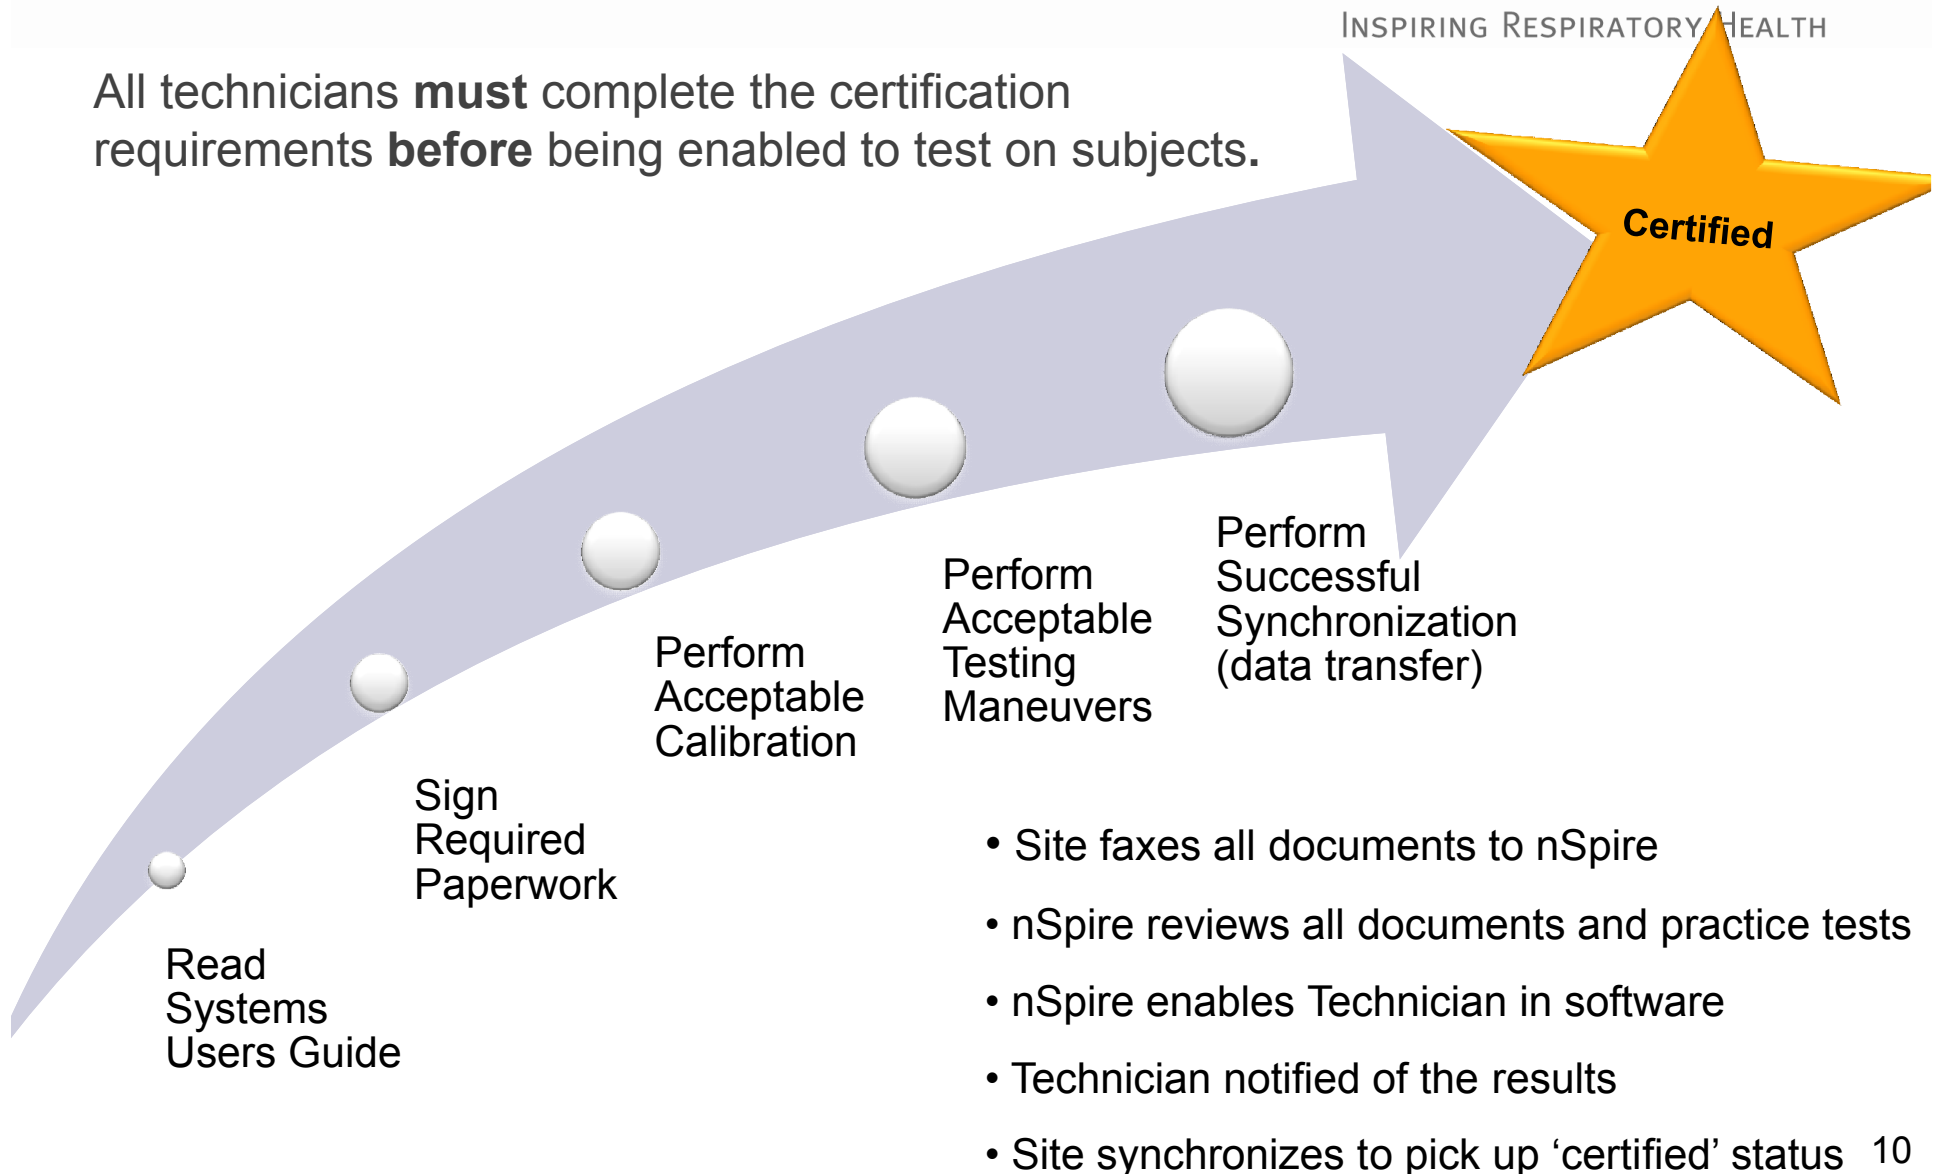 INSPIRING RESPIRATORY HEALTH
All technicians must complete the certification
requirements before being enabled to test on subjects.
Certified
Read
Systems
Users Guide
Sign
Required
Paperwork
Perform
Acceptable
Calibration
Perform
Acceptable
Testing
Maneuvers
Perform
Successful
Synchronization
(data transfer)
• Site faxes all documents to nSpire
• nSpire reviews all documents and practice tests
• nSpire enables Technician in software
• Technician notified of the results
• Site synchronizes to pick up ‘certified’ status
10